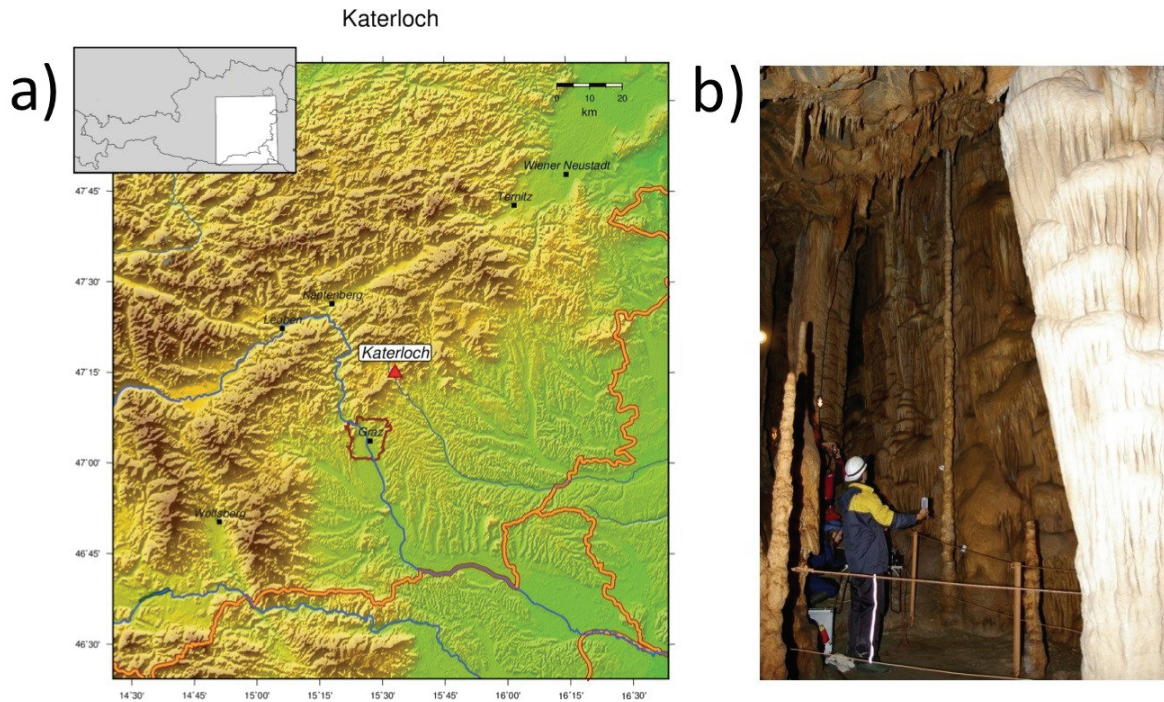 Katerloch
a)
b)
0 10 20
km
Wiener Neustadt
Ternitz
Kapfenberg
Leoben
Katerloch
Graz
Wolfsberg
47˚45'
47˚30'
47˚15'
47˚00'
46˚45'
46˚30'
14˚30' 14˚45' 15˚00' 15˚15' 15˚30' 15˚45' 16˚00' 16˚15' 16˚30'